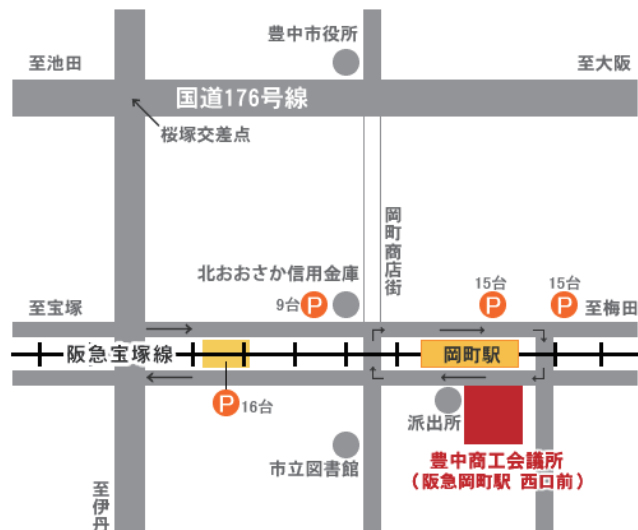 豊中市役所
至池田
至大阪
国道176号線
桜塚交差点
岡町商店街
北おおさか信用金庫
9台 P
15台
P
15台
P
至宝塚
至梅田
阪急宝塚線
岡町駅
P 16台
派出所
市立図書館
豊中商工会議所
(阪急岡町駅 西口前)
至伊丹